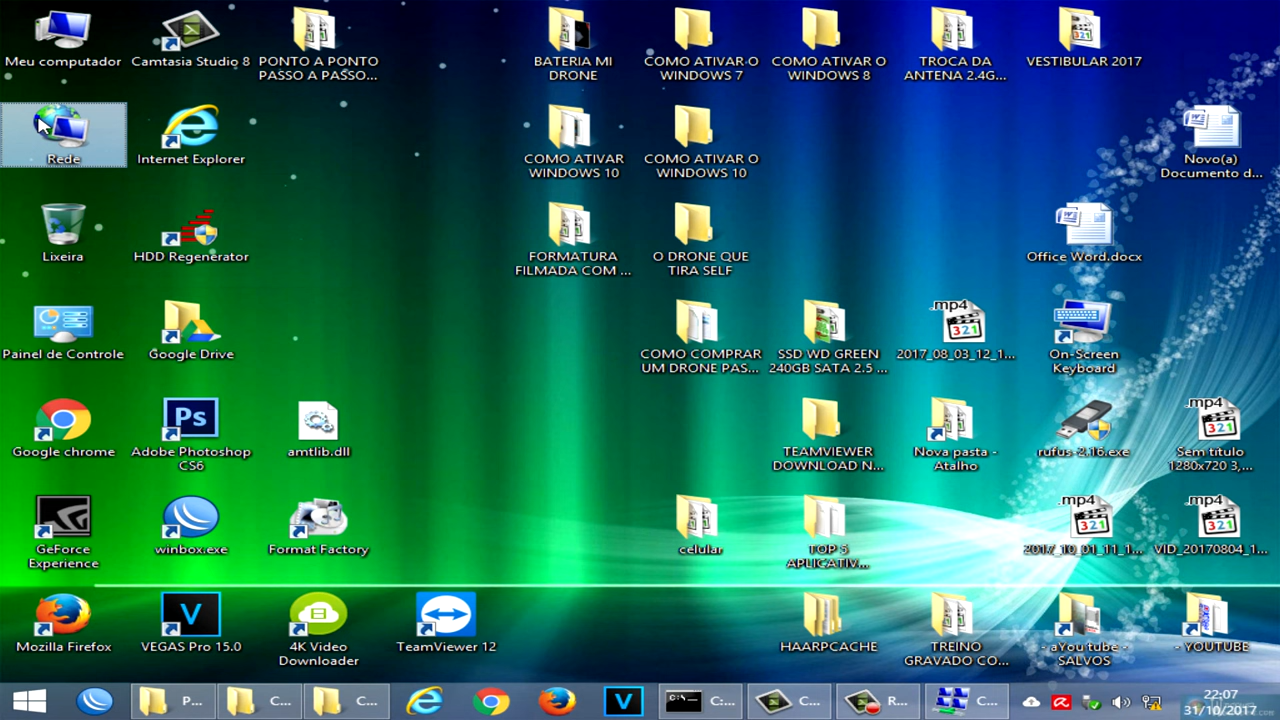 Meu computador
Camtasia Studio 8
PONTO A PONTO
PASSO A PASSO...
BATERIA MI
DRONE
COMO ATIVAR O
WINDOWS 7
COMO ATIVAR O
WINDOWS 8
TROCA DA
ANTENA 2.4G...
VESTIBULAR 2017
Rede
Internet Explorer
COMO ATIVAR
WINDOWS 10
COMO ATIVAR O
WINDOWS 10
Novo(a)
Documento d...
Lixeira
HDD Regenerator
FORMATURA
FILMADA COM ...
O DRONE QUE
TIRA SELF
Office Word.docx
Painel de Controle
Google Drive
COMO COMPRAR
UM DRONE PAS...
SSD WD GREEN
240GB SATA 2.5 ...
.mp4
321
2017_08_03_12_1...
On-Screen
Keyboard
Google chrome
Ps
Adobe Photoshop
CS6
amtlib.dll
TEAMVIEWER
DOWNLOAD N...
Nova pasta -
Atalho
rufus-2.16.exe
.mp4
321
Sem titulo
1280x720 3,...
GeForce
Experience
winbox.exe
Format Factory
celular
TOP 5
APLICATIV...
.mp4
321
2017_10_01_11_1...
.mp4
321
VID_20170804_1...
Mozilla Firefox
V
VEGAS Pro 15.0
4K Video
Downloader
TeamViewer 12
HAARPCACHE
TREINO
GRAVADO CO...
- aYou tube -
SALVOS
- YOUTUBE
P...
C...
C...
V
C:...
C...
R...
C...
22:07
31/10/2017